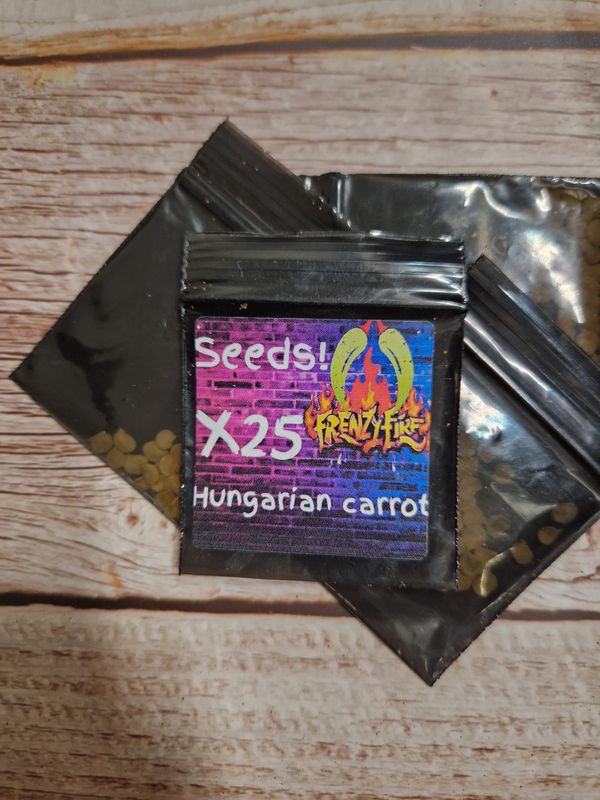 Seeds!
X25
FRENZY FIRE
Hungarian carrot